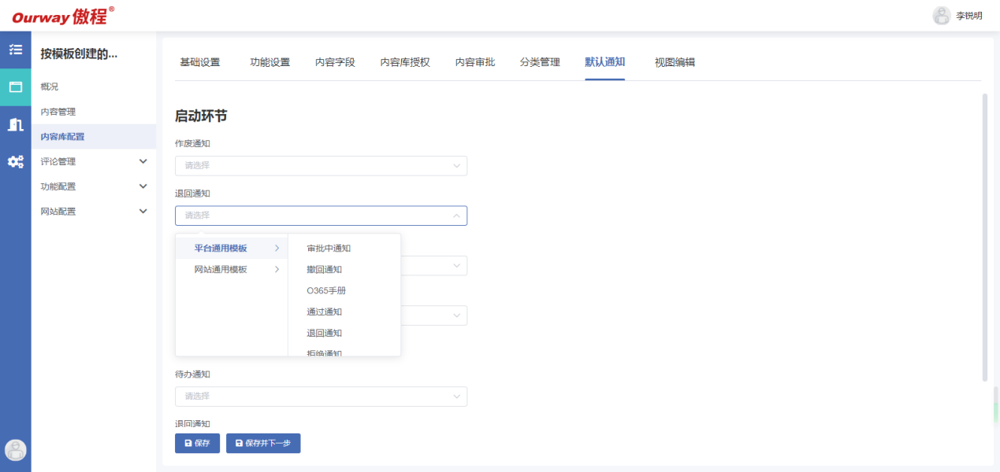 Ourway 傲程®
李锐明
按模板创建的...
概况
内容管理
内容库配置
评论管理
功能配置
网站配置
基础设置 功能设置 内容字段 内容库授权 内容审批 分类管理 默认通知 视图编辑
启动环节
作废通知
请选择
退回通知
请选择
平台通用模板
网站通用模板
审批中通知
撤回通知
O365手册
通过通知
退回通知
拒绝通知
待办通知
请选择
退回通知
保存 保存并下一步